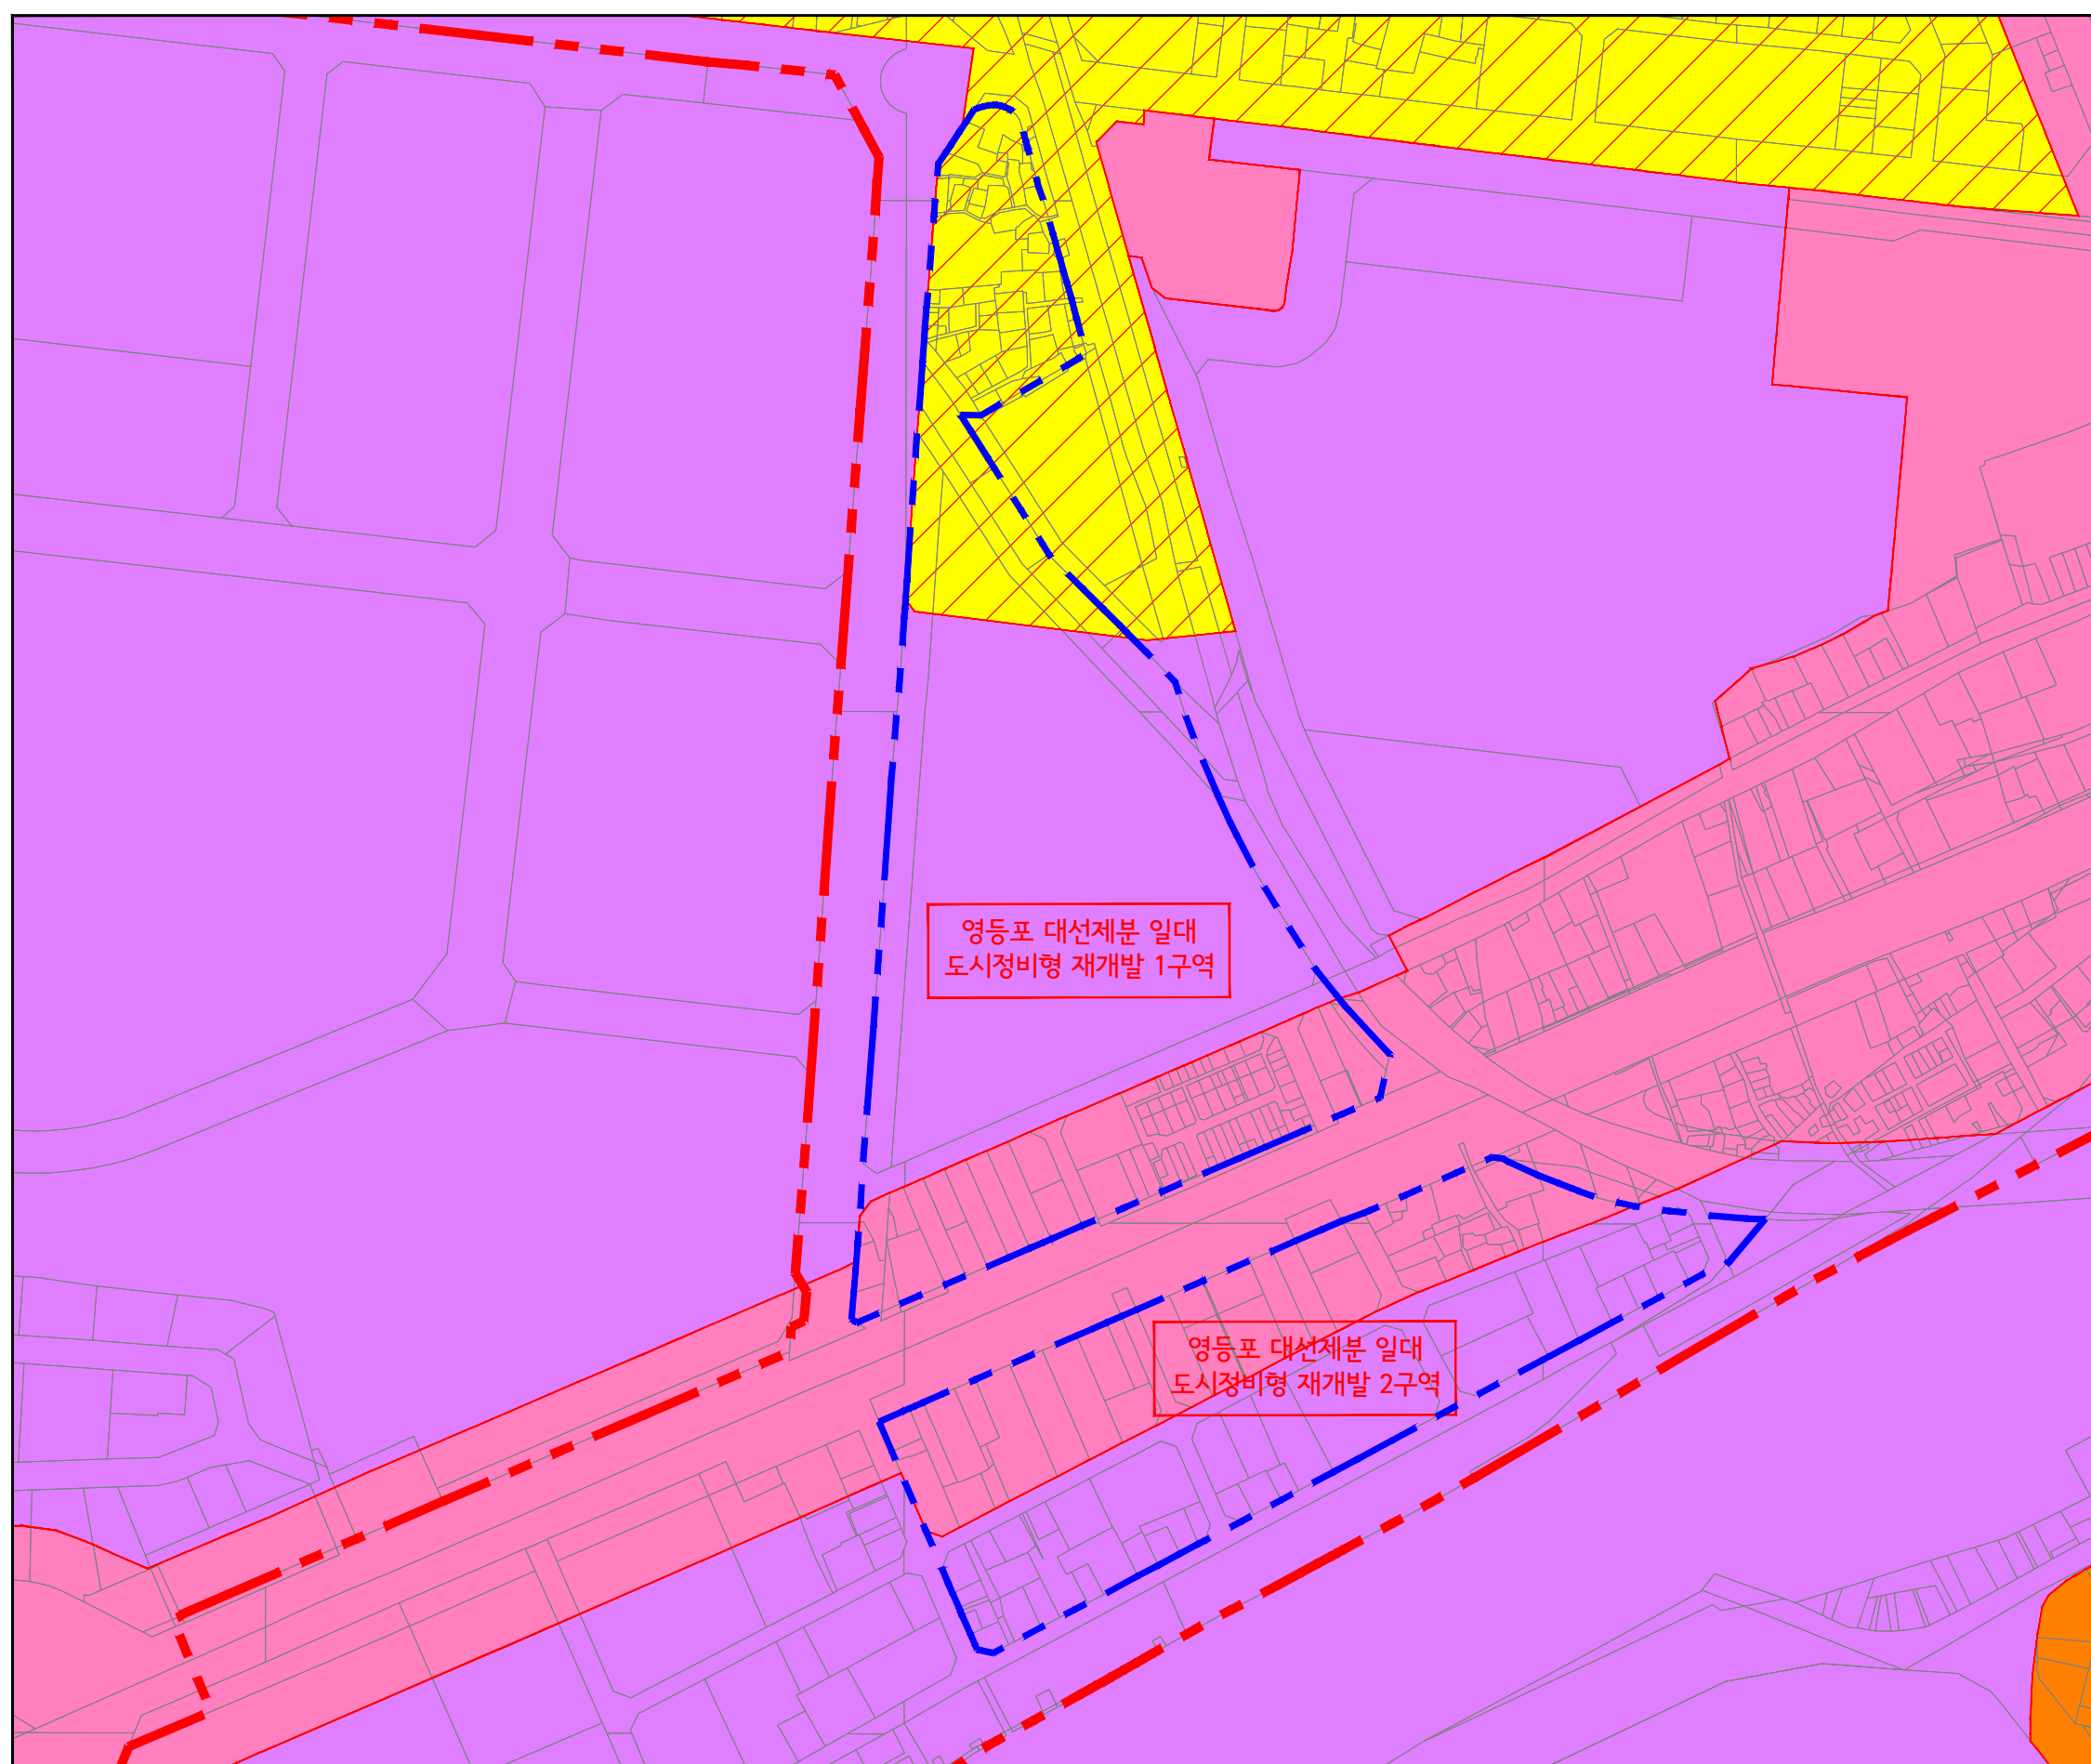 영등포 대선제분 일대
도시정비형 재개발 1구역
영등포 대선제분 일대
도시정비형 재개발 2구역